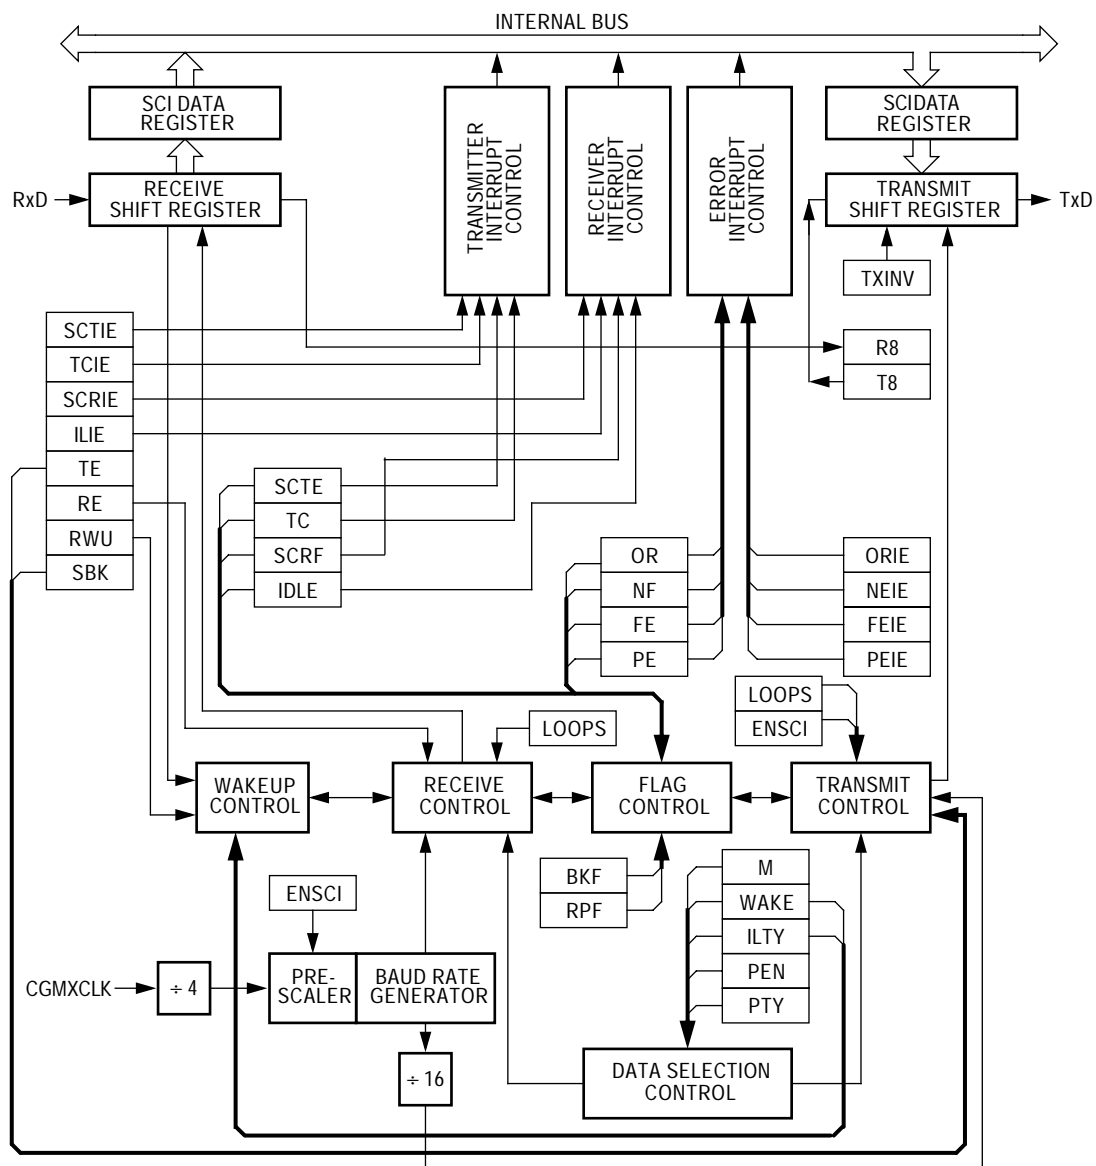 INTERNAL BUS
SCI DATA
REGISTER
TRANSMITTER
INTERRUPT
CONTROL
RECEIVER
INTERRUPT
CONTROL
ERROR
INTERRUPT
CONTROL
SCIDATA
REGISTER
RxD
RECEIVE
SHIFT REGISTER
TRANSMIT
SHIFT REGISTER
TxD
TXINV
SCTIE
TCIE
SCRIE
ILIE
TE
RE
RWU
SBK
R8
T8
SCTE
TC
SCRF
IDLE
OR
NF
FE
PE
ORIE
NEIE
FEIE
PEIE
LOOPS
LOOPS
ENSCI
WAKEUP
CONTROL
RECEIVE
CONTROL
FLAG
CONTROL
TRANSMIT
CONTROL
BKF
RPF
M
WAKE
ILTY
PEN
PTY
ENSCI
CGMXCLK
÷ 4
PRE-
SCALER
BAUD RATE
GENERATOR
÷ 16
DATA SELECTION
CONTROL